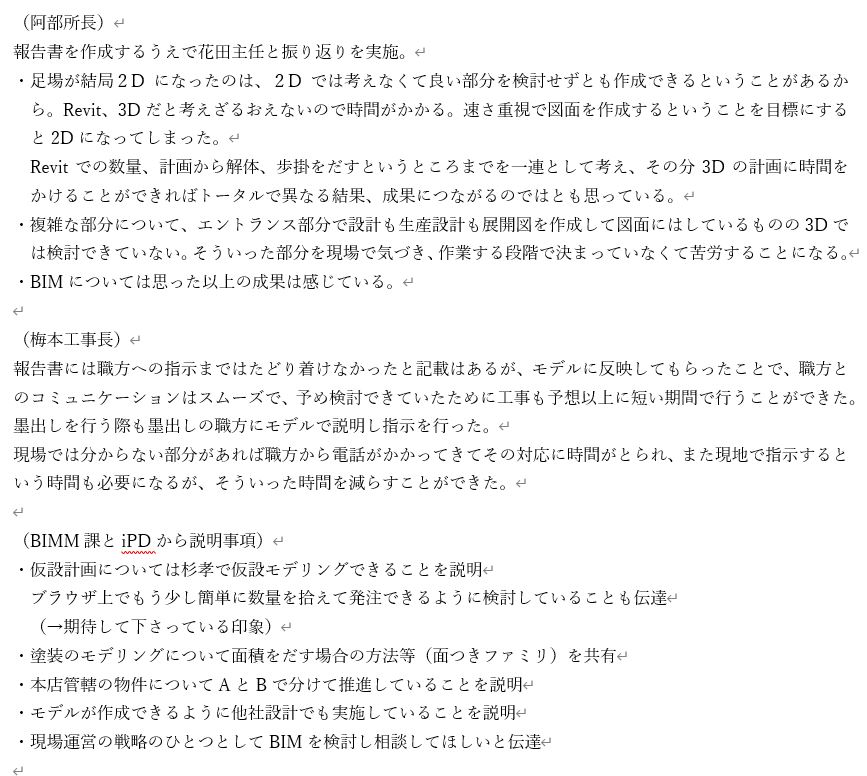 （阿部所長）
報告書を作成するうえで花田主任と振り返りを実施。
・足場が結局２D になったのは、２D では考えなくて良い部分を検討せずとも作成できるということがあるか
ら。Revit、3D だと考えざるおえないので時間がかかる。速さ重視で図面を作成するということを目標にする
と 2D になってしまった。
Revit での数量、計画から解体、歩掛をだすというところまでを一連として考え、その分 3D の計画に時間を
かけることができればトータルで異なる結果、成果につながるのではとも思っている。
・複雑な部分について、エントランス部分で設計も生産設計も展開図を作成して図面にはしているものの 3D で
は検討できていない。そういった部分を現場で気づき、作業する段階で決まっていなくて苦労することになる。
・BIM については思った以上の成果は感じている。
（梅本工事長）
報告書には職方への指示まではたどり着けなかったと記載はあるが、モデルに反映してもらったことで、職方と
のコミュニケーションはスムーズで、予め検討できていたために工事も予想以上に短い期間で行うことができた。
墨出しを行う際も墨出しの職方にモデルで説明し指示を行った。
現場では分からない部分があれば職方から電話がかかってきてその対応に時間がとられ、また現地で指示すると
いう時間も必要になるが、そういった時間を減らすことができた。
（BIMM 課と iPD から説明事項）
・仮設計画については杉孝で仮設モデリングできることを説明
ブラウザ上でもう少し簡単に数量を拾えて発注できるように検討していることも伝達
（→期待して下さっている印象）
・塗装のモデリングについて面積をだす場合の方法等（面つきファミリ）を共有
・本店管轄の物件について A と B で分けて推進していることを説明
・モデルが作成できるように他社設計でも実施していることを説明
・現場運営の戦略のひとつとして BIM を検討し相談してほしいと伝達